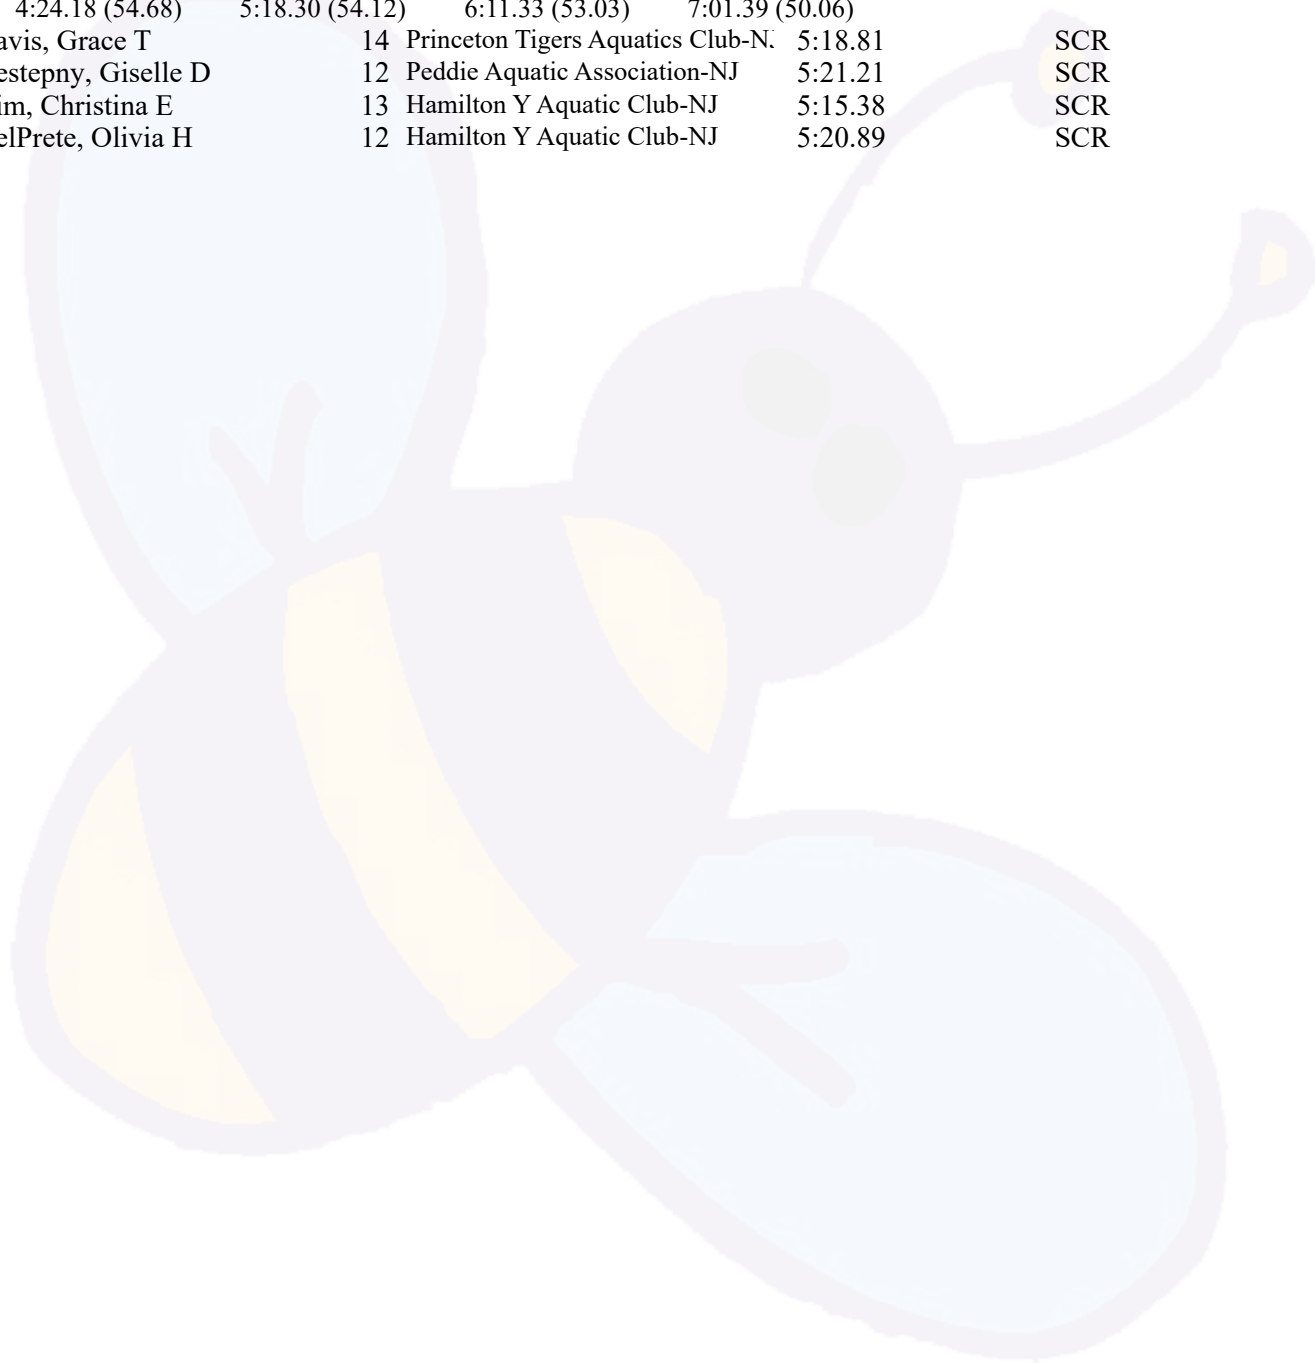 4:24.18 (54.68) 5:18.30 (54.12) 6:11.33 (53.03) 7:01.39 (50.06)
avis, Grace T 14 Princeton Tigers Aquatics Club-N 5:18.81 SCR
estepny, Giselle D 12 Peddie Aquatic Association-NJ 5:21.21 SCR
im, Christina E 13 Hamilton Y Aquatic Club-NJ 5:15.38 SCR
elPrete, Olivia H 12 Hamilton Y Aquatic Club-NJ 5:20.89 SCR